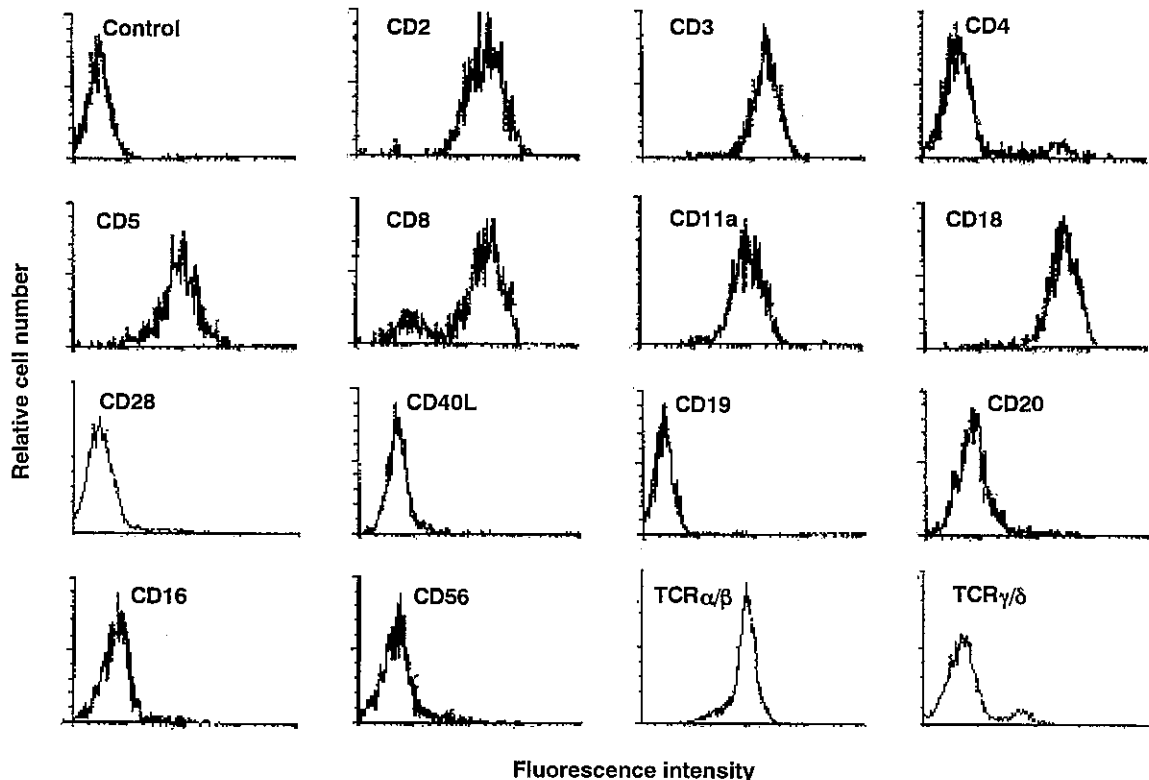 Control
CD2
CD3
CD4
CD5
CD8
CD11a
CD18
CD28
CD40L
CD19
CD20
CD16
CD56
TCRα/β
TCRγ/δ
Relative cell number
Fluorescence intensity